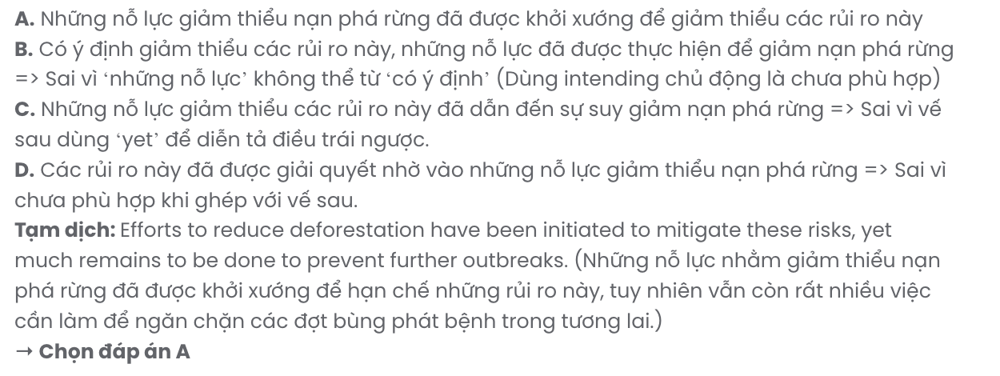 A. Những nỗ lực giảm thiểu nạn phá rừng đã được khởi xướng để giảm thiểu các rủi ro này
B. Có ý định giảm thiểu các rủi ro này, những nỗ lực đã được thực hiện để giảm nạn phá rừng
=> Sai vì ‘những nỗ lực’ không thể từ ‘có ý định’ (Dùng intending chủ động là chưa phù hợp)
C. Những nỗ lực giảm thiểu các rủi ro này đã dẫn đến sự suy giảm nạn phá rừng => Sai vì vế
sau dùng ‘yet’ để diễn tả điều trái ngược.
D. Các rủi ro này đã được giải quyết nhờ vào những nỗ lực giảm thiểu nạn phá rừng => Sai vì
chưa phù hợp khi ghép với vế sau.
Tạm dịch: Efforts to reduce deforestation have been initiated to mitigate these risks, yet
much remains to be done to prevent further outbreaks. (Những nỗ lực nhằm giảm thiểu nạn
phá rừng đã được khởi xướng để hạn chế những rủi ro này, tuy nhiên vẫn còn rất nhiều việc
cần làm để ngăn chặn các đợt bùng phát bệnh trong tương lai.)
→ Chọn đáp án A